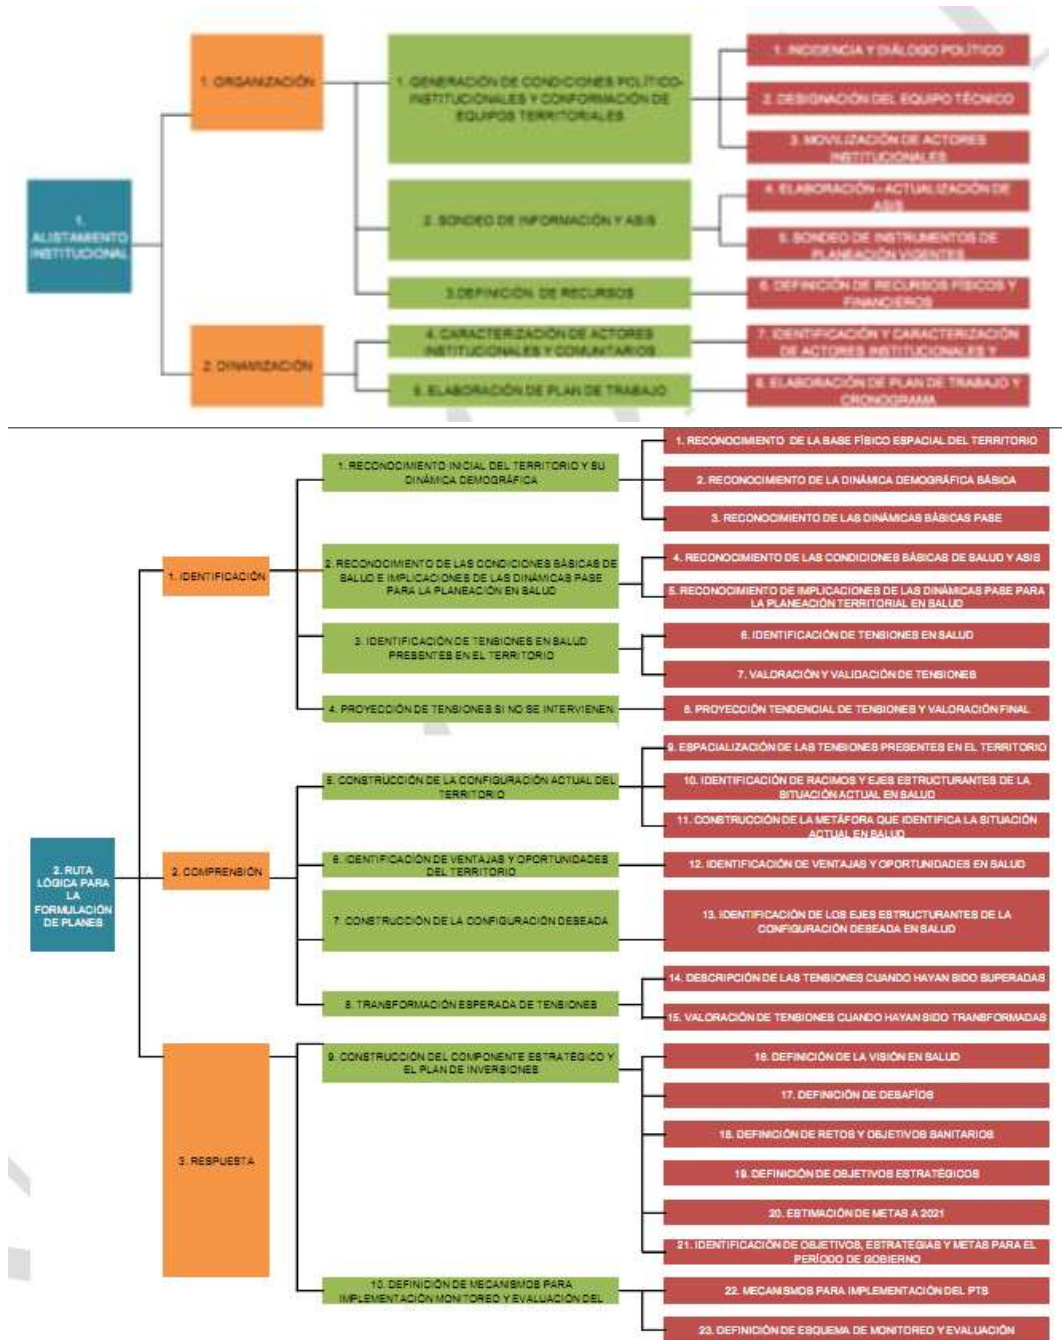 1. ORGANIZACIÓN
1. GENERACIÓN DE CONDICIONES POLÍTICO-
INSTITUCIONALES Y CONFORMACIÓN DE
EQUIPOS TERRITORIALES
1. INCIDENCIA Y DIÁLOGO POLÍTICO
2. DESIGNACIÓN DEL EQUIPO TÉCNICO
3. MOVILIZACIÓN DE ACTORES
INSTITUCIONALES
1.
ALISTAMIENTO
INSTITUCIONAL
2. SONDEO DE INFORMACIÓN Y ASIS
4. ELABORACIÓN - ACTUALIZACIÓN DE
ASIS
5. SONDEO DE INSTRUMENTOS DE
PLANEACIÓN VIGENTES
3.DEFINICIÓN DE RECURSOS
6. DEFINICIÓN DE RECURSOS FÍSICOS Y
FINANCIEROS
2. DINAMIZACIÓN
4. CARACTERIZACIÓN DE ACTORES
INSTITUCIONALES Y COMUNITARIOS
7. IDENTIFICACIÓN Y CARACTERIZACIÓN
DE ACTORES INSTITUCIONALES Y
5. ELABORACIÓN DE PLAN DE TRABAJO
8. ELABORACIÓN DE PLAN DE TRABAJO Y
CRONOGRAMA
2. RUTA
LÓGICA PARA
LA
FORMULACIÓN
DE PLANES
1. IDENTIFICACIÓN
1. RECONOCIMIENTO INICIAL DEL TERRITORIO Y SU
DINÁMICA DEMOGRÁFICA
1. RECONOCIMIENTO DE LA BASE FÍSICO ESPACIAL DEL TERRITORIO
2. RECONOCIMIENTO DE LA DINÁMICA DEMOGRÁFICA BÁSICA
3. RECONOCIMIENTO DE LAS DINÁMICAS BÁSICAS PASE
2. RECONOCIMIENTO DE LAS CONDICIONES BÁSICAS DE
SALUD E IMPLICACIONES DE LAS DINÁMICAS PASE
PARA LA PLANEACIÓN EN SALUD
4. RECONOCIMIENTO DE LAS CONDICIONES BÁSICAS DE SALUD Y ASIS
5. RECONOCIMIENTO DE IMPLICACIONES DE LAS DINÁMICAS PASE PARA
LA PLANEACIÓN TERRITORIAL EN SALUD
3. IDENTIFICACIÓN DE TENSIONES EN SALUD
PRESENTES EN EL TERRITORIO
6. IDENTIFICACIÓN DE TENSIONES EN SALUD
7. VALORACIÓN Y VALIDACIÓN DE TENSIONES
4. PROYECCIÓN DE TENSIONES SI NO SE INTERVIENEN
8. PROYECCIÓN TENDENCIAL DE TENSIONES Y VALORACIÓN FINAL
2. COMPRENSIÓN
5. CONSTRUCCIÓN DE LA CONFIGURACIÓN ACTUAL DEL
TERRITORIO
9. ESPACIALIZACIÓN DE LAS TENSIONES PRESENTES EN EL TERRITORIO
10. IDENTIFICACIÓN DE RACIMOS Y EJES ESTRUCTURANTES DE LA
SITUACIÓN ACTUAL EN SALUD
11. CONSTRUCCIÓN DE LA METÁFORA QUE IDENTIFICA LA SITUACIÓN
ACTUAL EN SALUD
6. IDENTIFICACIÓN DE VENTAJAS Y OPORTUNIDADES
DEL TERRITORIO
12. IDENTIFICACIÓN DE VENTAJAS Y OPORTUNIDADES EN SALUD
7. CONSTRUCCIÓN DE LA CONFIGURACIÓN DESEADA
13. IDENTIFICACIÓN DE LOS EJES ESTRUCTURANTES DE LA
CONFIGURACIÓN DESEADA EN SALUD
8. TRANSFORMACIÓN ESPERADA DE TENSIONES
14. DESCRIPCIÓN DE LAS TENSIONES CUANDO HAYAN SIDO SUPERADAS
15. VALORACIÓN DE TENSIONES CUANDO HAYAN SIDO TRANSFORMADAS
3. RESPUESTA
9. CONSTRUCCIÓN DEL COMPONENTE ESTRATÉGICO Y
EL PLAN DE INVERSIONES
16. DEFINICIÓN DE LA VISIÓN EN SALUD
17. DEFINICIÓN DE DESAFÍOS
18. DEFINICIÓN DE RETOS Y OBJETIVOS SANITARIOS
19. DEFINICIÓN DE OBJETIVOS ESTRATÉGICOS
20. ESTIMACIÓN DE METAS A 2021
21. IDENTIFICACIÓN DE OBJETIVOS, ESTRATEGIAS Y METAS PARA EL
PERÍODO DE GOBIERNO
10. DEFINICIÓN DE MECANISMOS PARA
IMPLEMENTACIÓN MONITOREO Y EVALUACIÓN DEL
22. MECANISMOS PARA IMPLEMENTACIÓN DEL PTS
23. DEFINICIÓN DE ESQUEMA DE MONITOREO Y EVALUACIÓN